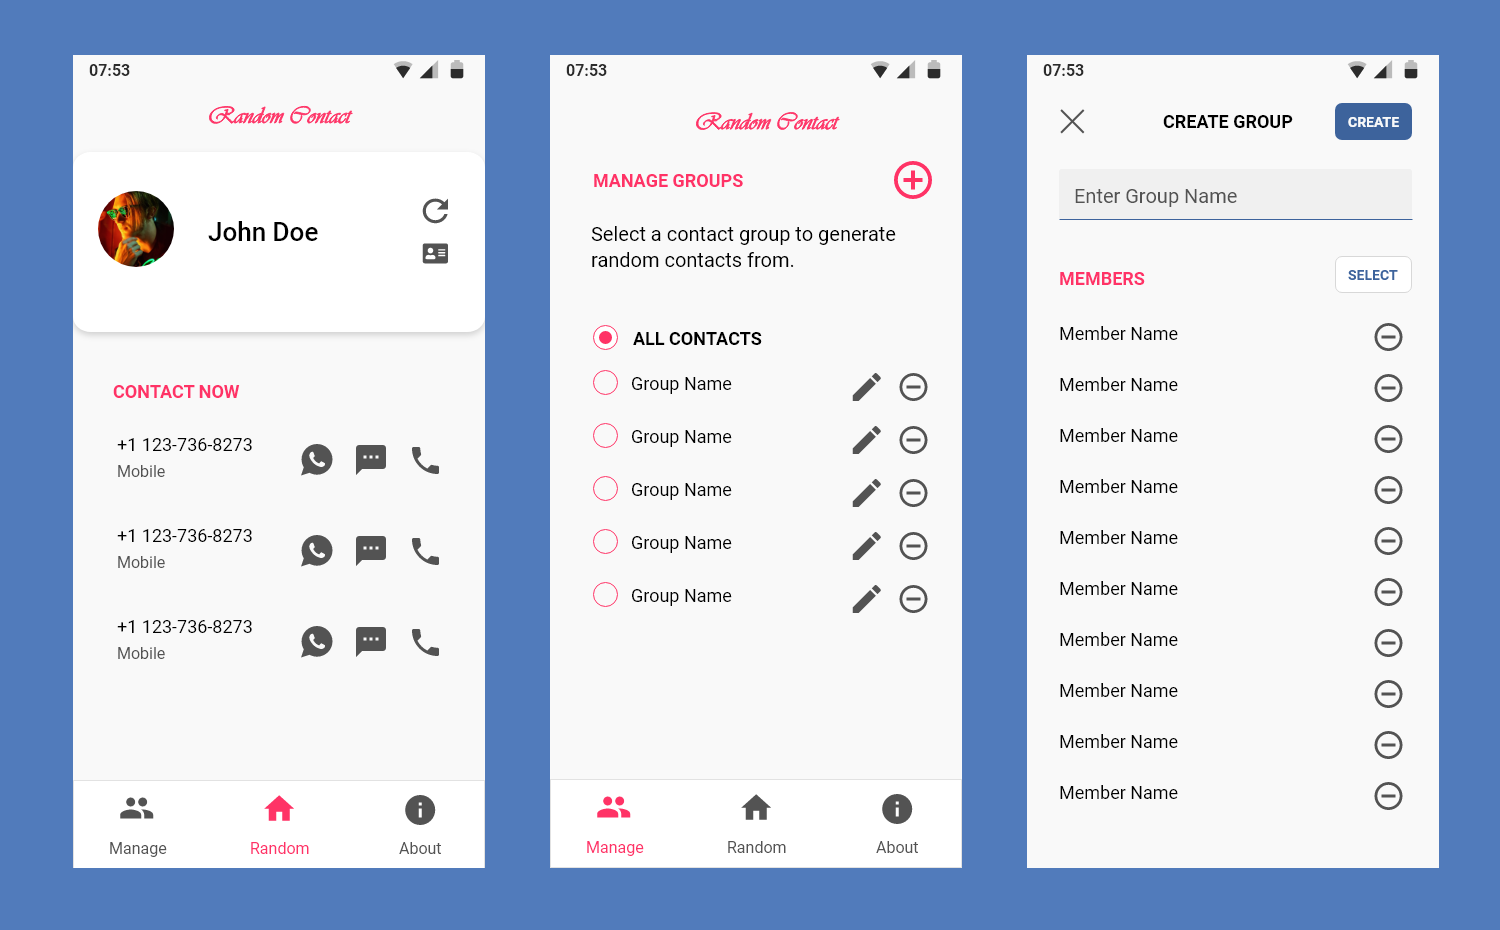 07:53
Random Contact
John Doe
CONTACT NOW
+1 123-736-8273
Mobile
+1 123-736-8273
Mobile
+1 123-736-8273
Mobile
Manage
Random
About
07:53
Random Contact
MANAGE GROUPS
Select a contact group to generate
random contacts from.
ALL CONTACTS
Group Name
Group Name
Group Name
Group Name
Group Name
Manage
Random
About
07:53
CREATE GROUP
CREATE
Enter Group Name
MEMBERS
SELECT
Member Name
Member Name
Member Name
Member Name
Member Name
Member Name
Member Name
Member Name
Member Name
Member Name